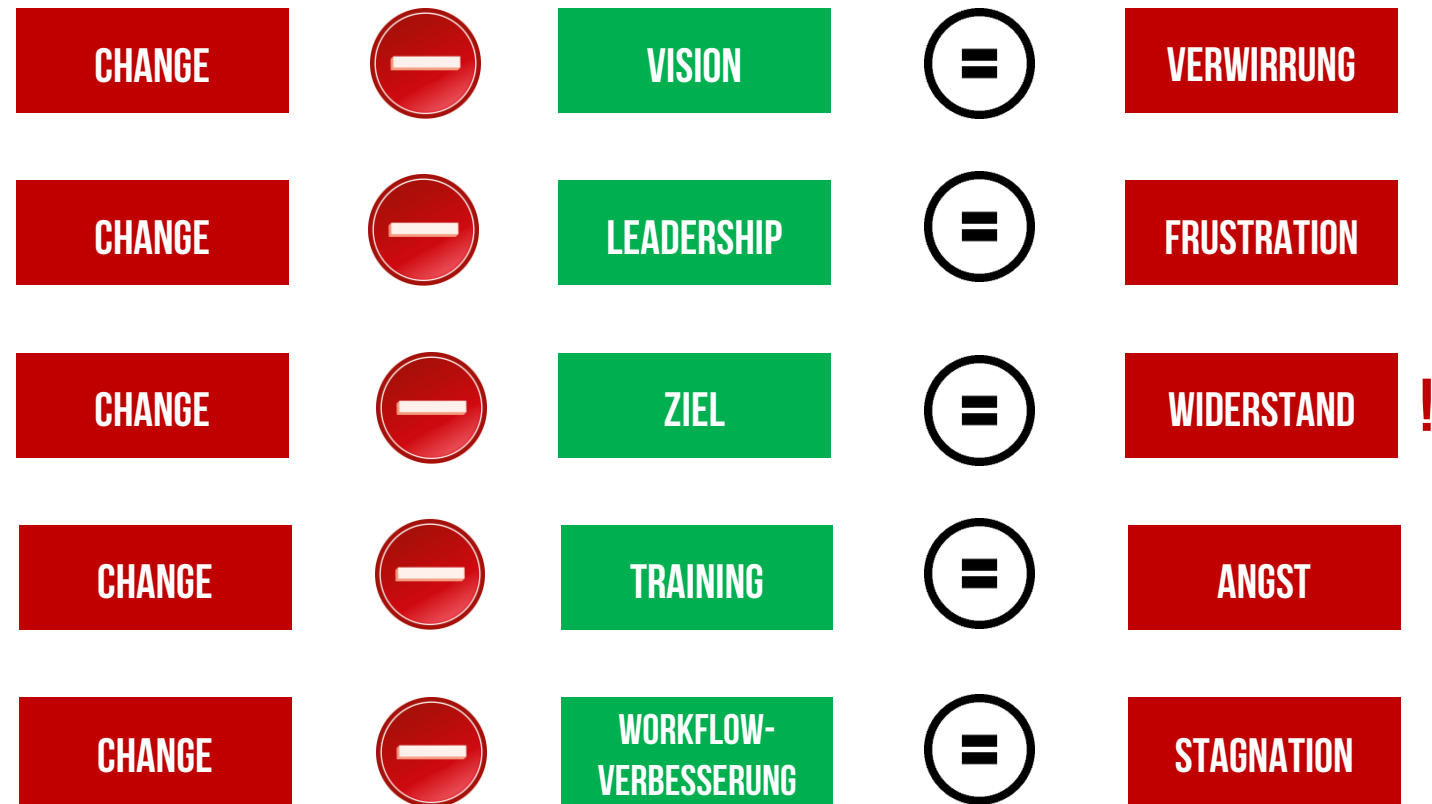 CHANGE – VISION = VERWIRRUNG
CHANGE – LEADERSHIP = FRUSTRATION
CHANGE – ZIEL = WIDERSTAND !
CHANGE – TRAINING = ANGST
CHANGE – WORKFLOW-
VERBESSERUNG = STAGNATION